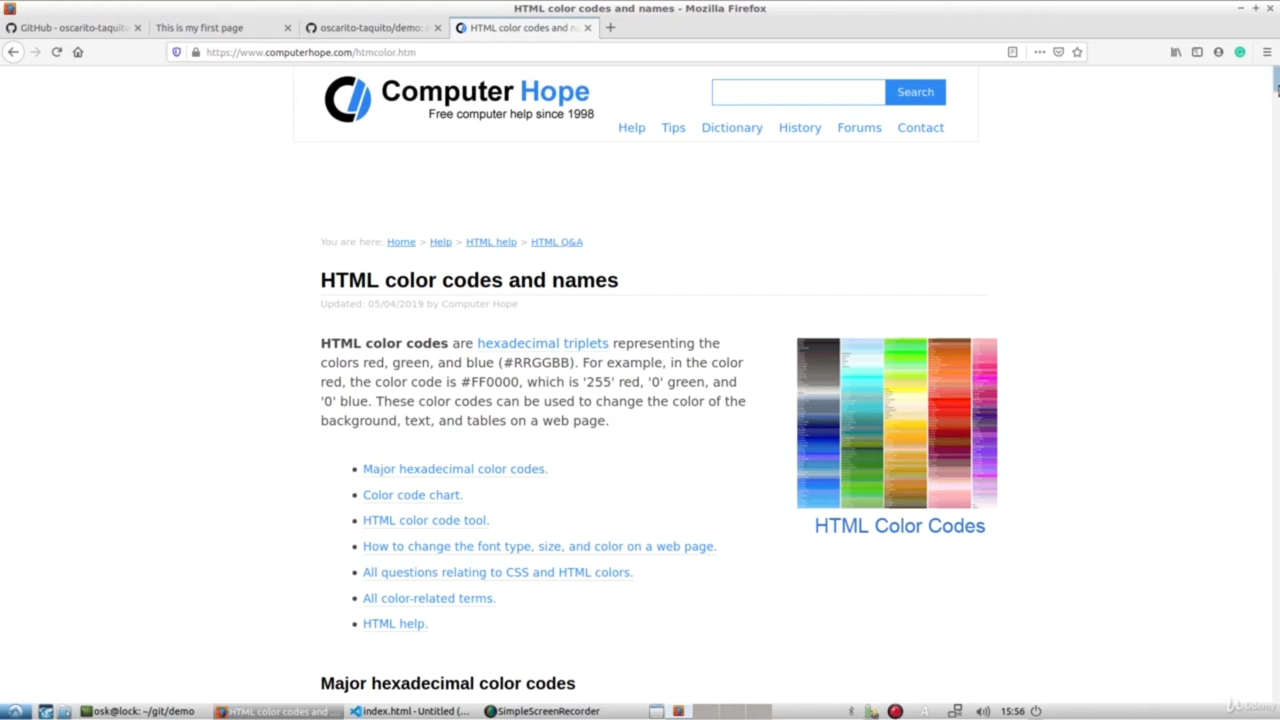 HTML color codes and names - Mozilla Firefox
GitHub - oscarito-taquito
This is my first page
oscarito-taquito/demo:
HTML color codes and n
https://www.computerhope.com/htmcolor.htm
Computer Hope
Free computer help since 1998
Search
Help Tips Dictionary History Forums Contact
You are here: Home > Help > HTML help > HTML Q&A
HTML color codes and names
Updated: 05/04/2019 by Computer Hope
HTML color codes are hexadecimal triplets representing the
colors red, green, and blue (#RRGGBB). For example, in the color
red, the color code is #FF0000, which is '255' red, '0' green, and
'0' blue. These color codes can be used to change the color of the
background, text, and tables on a web page.
• Major hexadecimal color codes.
• Color code chart.
• HTML color code tool.
• How to change the font type, size, and color on a web page.
• All questions relating to CSS and HTML colors.
• All color-related terms.
• HTML help.
HTML Color Codes
Major hexadecimal color codes
osk@lock: ~/git/demo
HTML color codes and ...
index.html - Untitled (...
SimpleScreenRecorder
15:56
Udemy